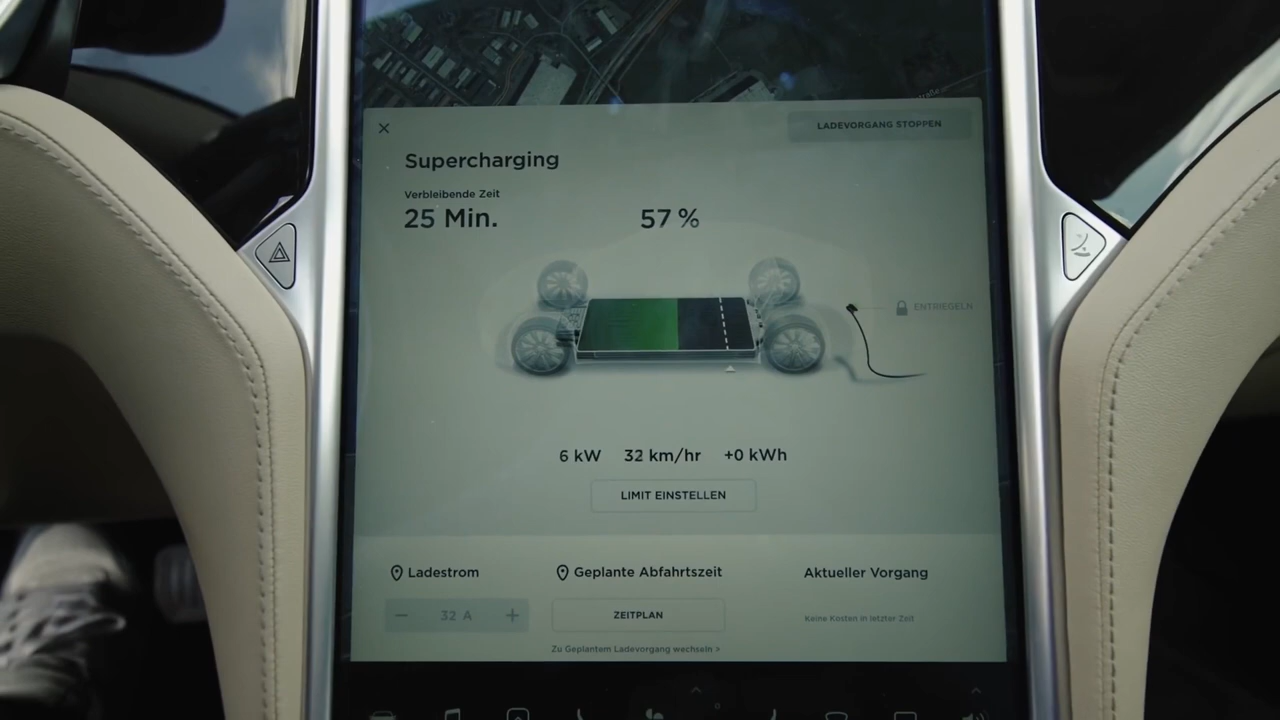 LADEVORGANG STOPPEN
Supercharging
Verbleibende Zeit
25 Min.
57 %
ENTRIEGELN
6 kW 32 km/hr +0 kWh
LIMIT EINSTELLEN
Ladestrom
Geplante Abfahrtszeit
Aktueller Vorgang
− 32 A +
ZEITPLAN
Keine Kosten in letzter Zeit
Zu Geplantem Ladevorgang wechseln >